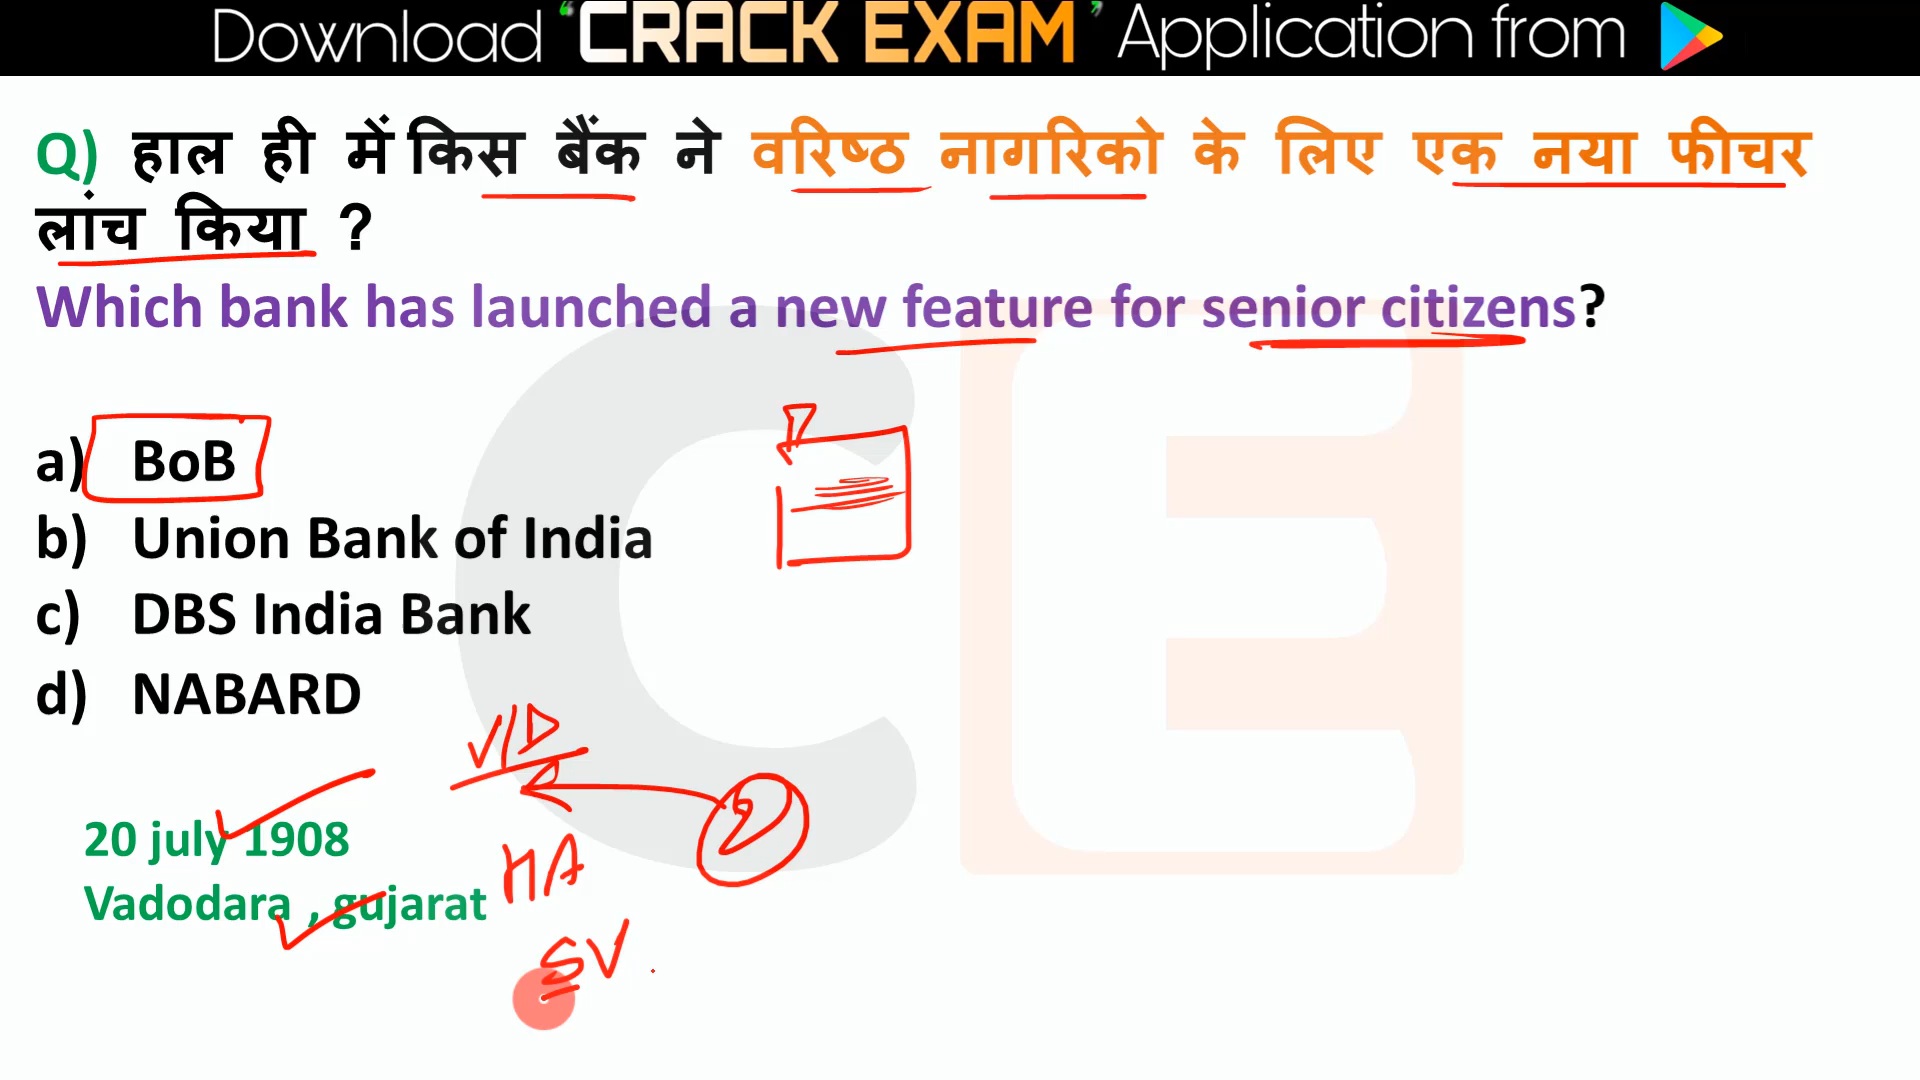 Download ‘CRACK EXAM’ Application from
Q) हाल ही में किस बैंक ने वरिष्ठ नागरिको के लिए एक नया फीचर
लांच किया ?
Which bank has launched a new feature for senior citizens?
a) BoB
b) Union Bank of India
c) DBS India Bank
d) NABARD
V/D
20 july 1908
HA
Vadodara , gujarat
SV
CE